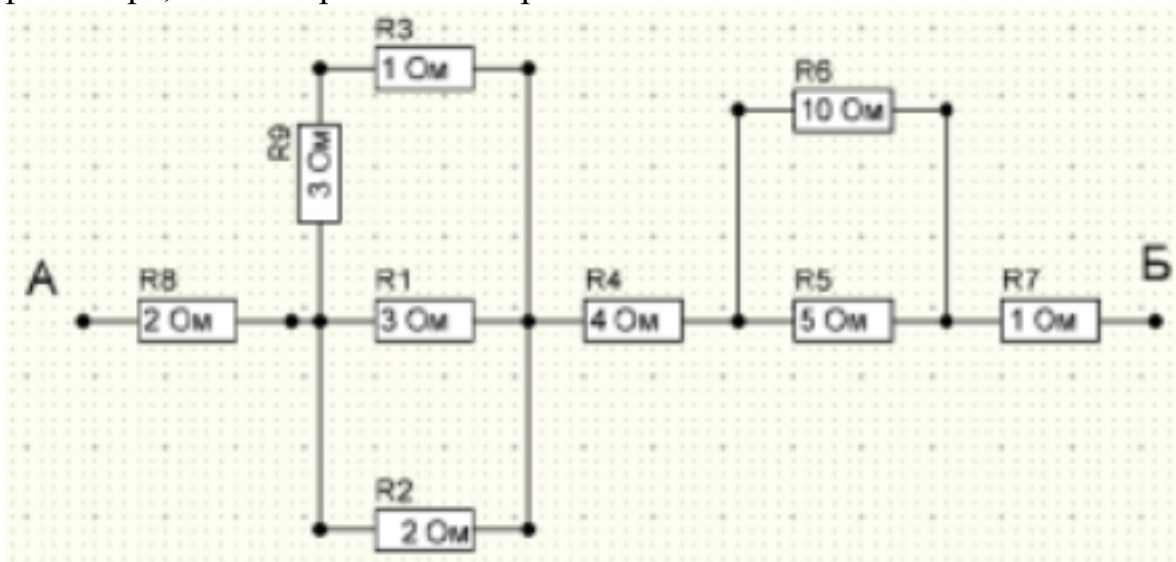 R3
1 Ом
R6
10 Ом
R9
3 Ом
А
R8
2 Ом
R1
3 Ом
R4
4 Ом
R5
5 Ом
R7
1 Ом
Б
R2
2 Ом